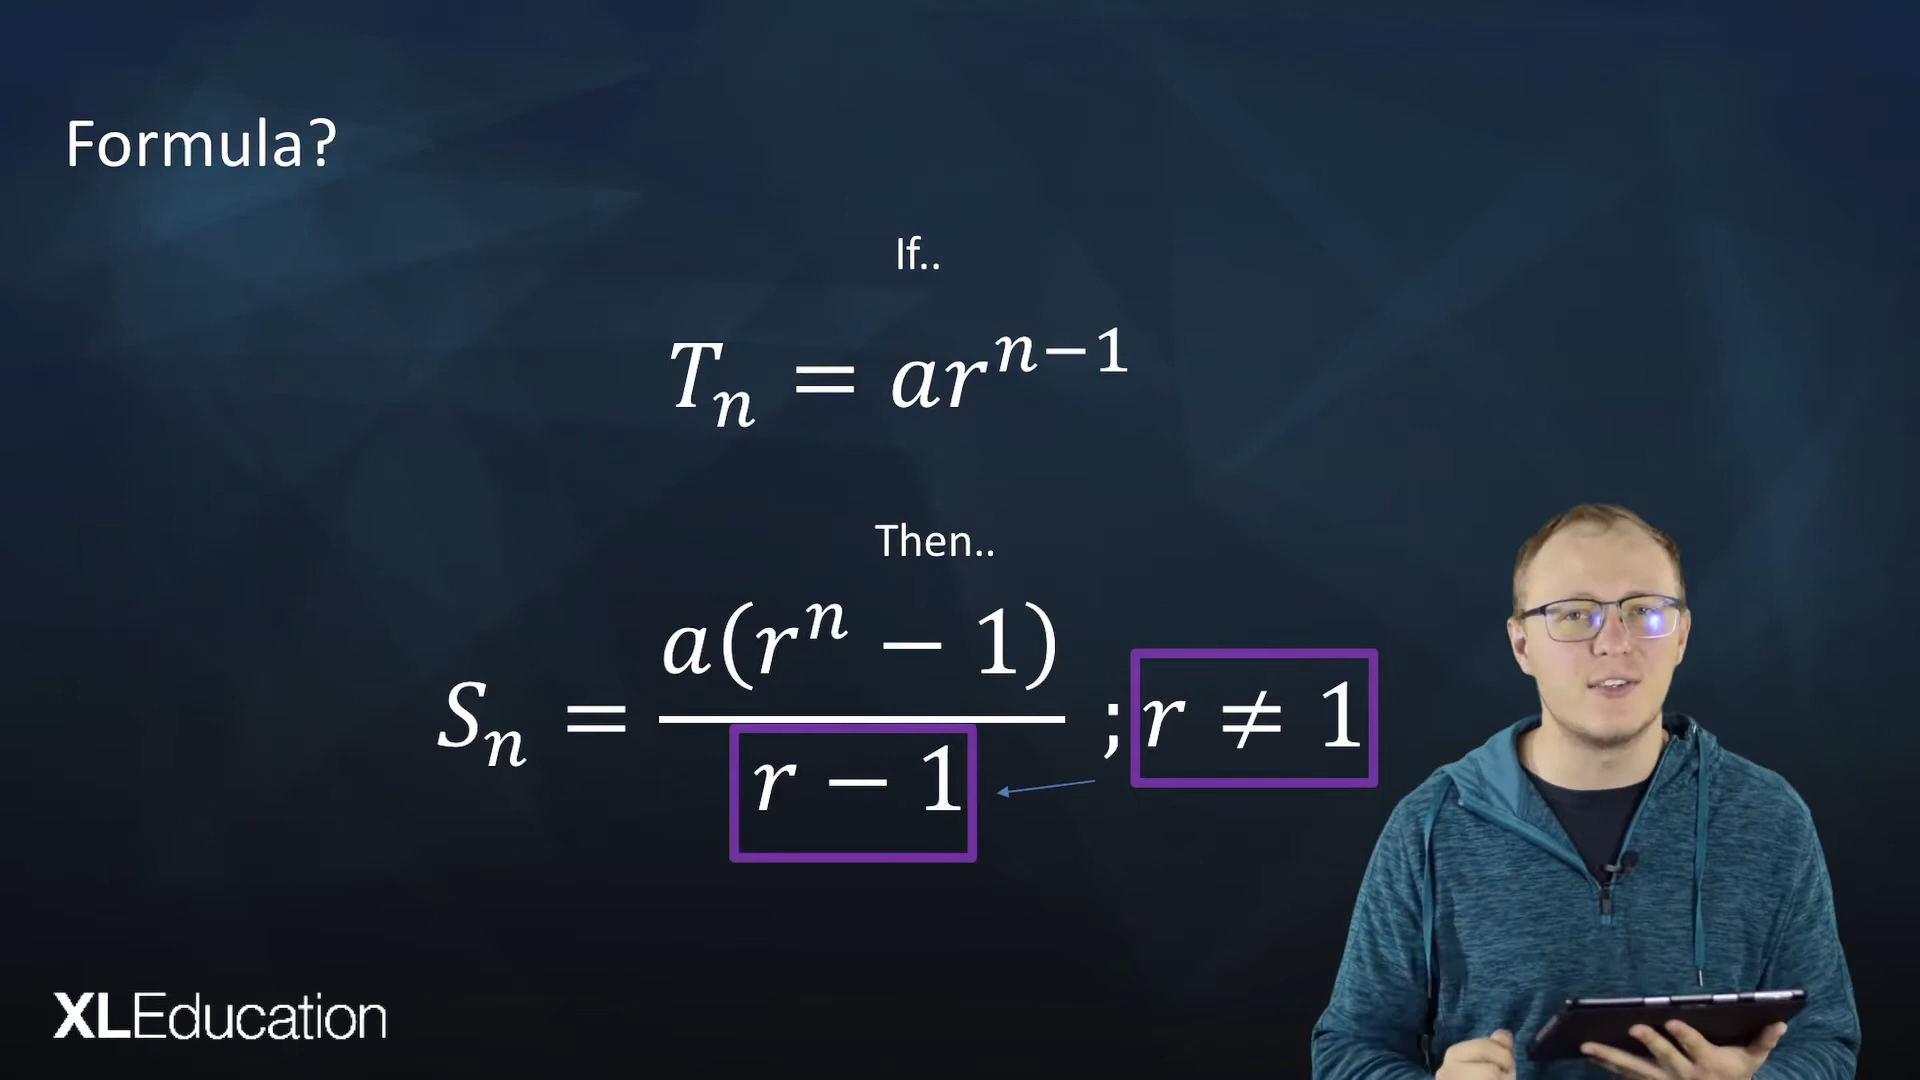 Formula?
If..
Tₙ = arⁿ⁻¹
Then..
Sₙ = a(rⁿ − 1) / r − 1 ; r ≠ 1
XLEducation